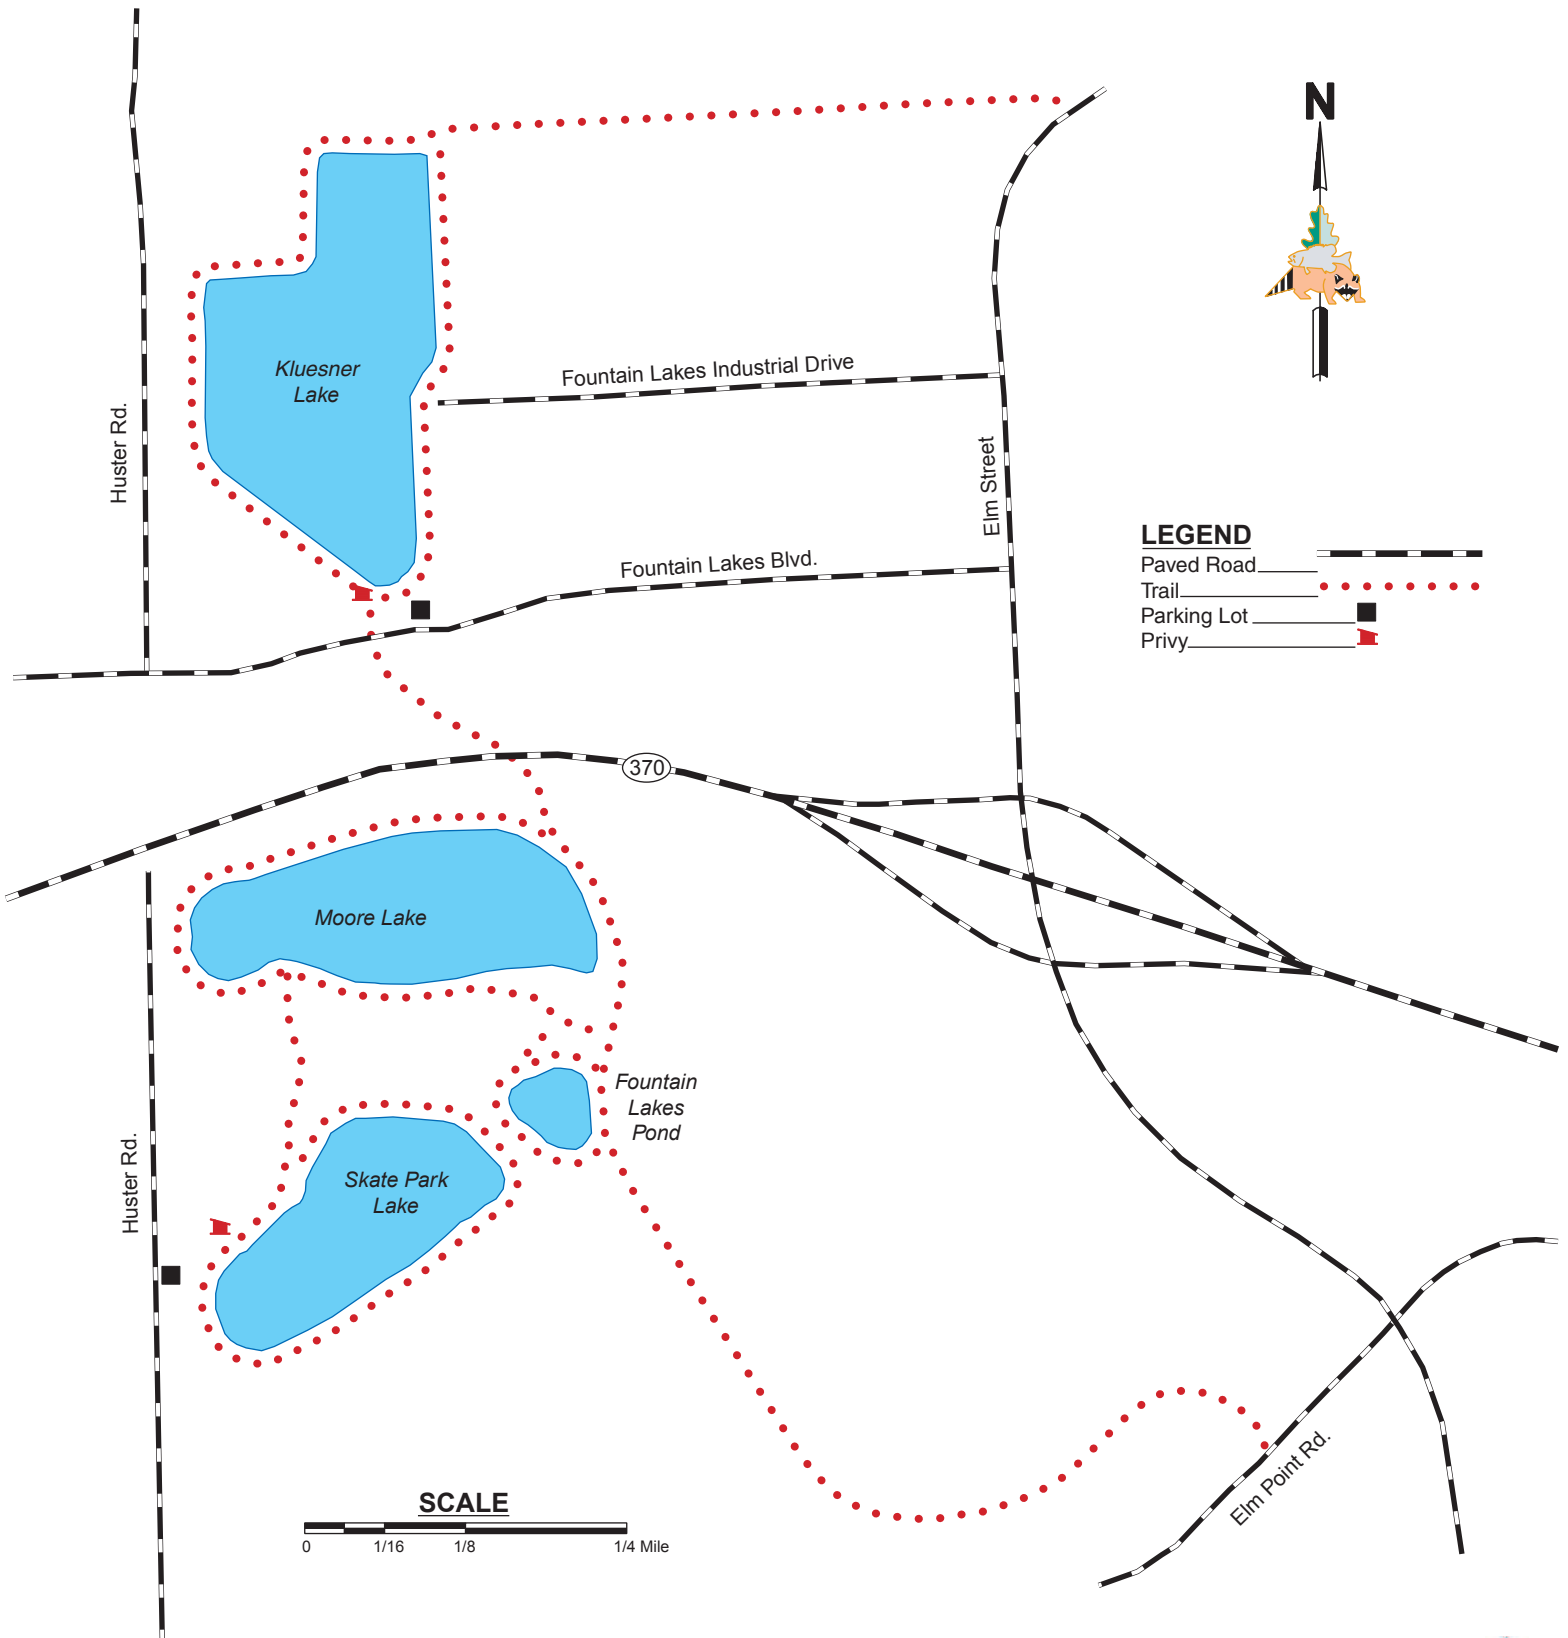 N
Kluesner
Lake
Fountain Lakes Industrial Drive
Huster Rd.
Elm Street
LEGEND
Paved Road
Trail
Parking Lot
Privy
Fountain Lakes Blvd.
370
Moore Lake
Fountain
Lakes
Pond
Skate Park
Lake
Huster Rd.
Elm Point Rd.
SCALE
0 1/16 1/8 1/4 Mile